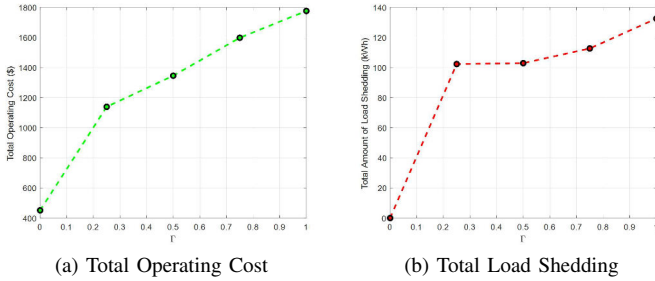 1800
1600
1400
1200
1000
800
600
400
Total Operating Cost ($)
0 0.1 0.2 0.3 0.4 0.5 0.6 0.7 0.8 0.9 1
Γ
(a) Total Operating Cost
140
120
100
80
60
40
20
0
Total Amount of Load Shedding (kWh)
0 0.1 0.2 0.3 0.4 0.5 0.6 0.7 0.8 0.9 1
Γ
(b) Total Load Shedding